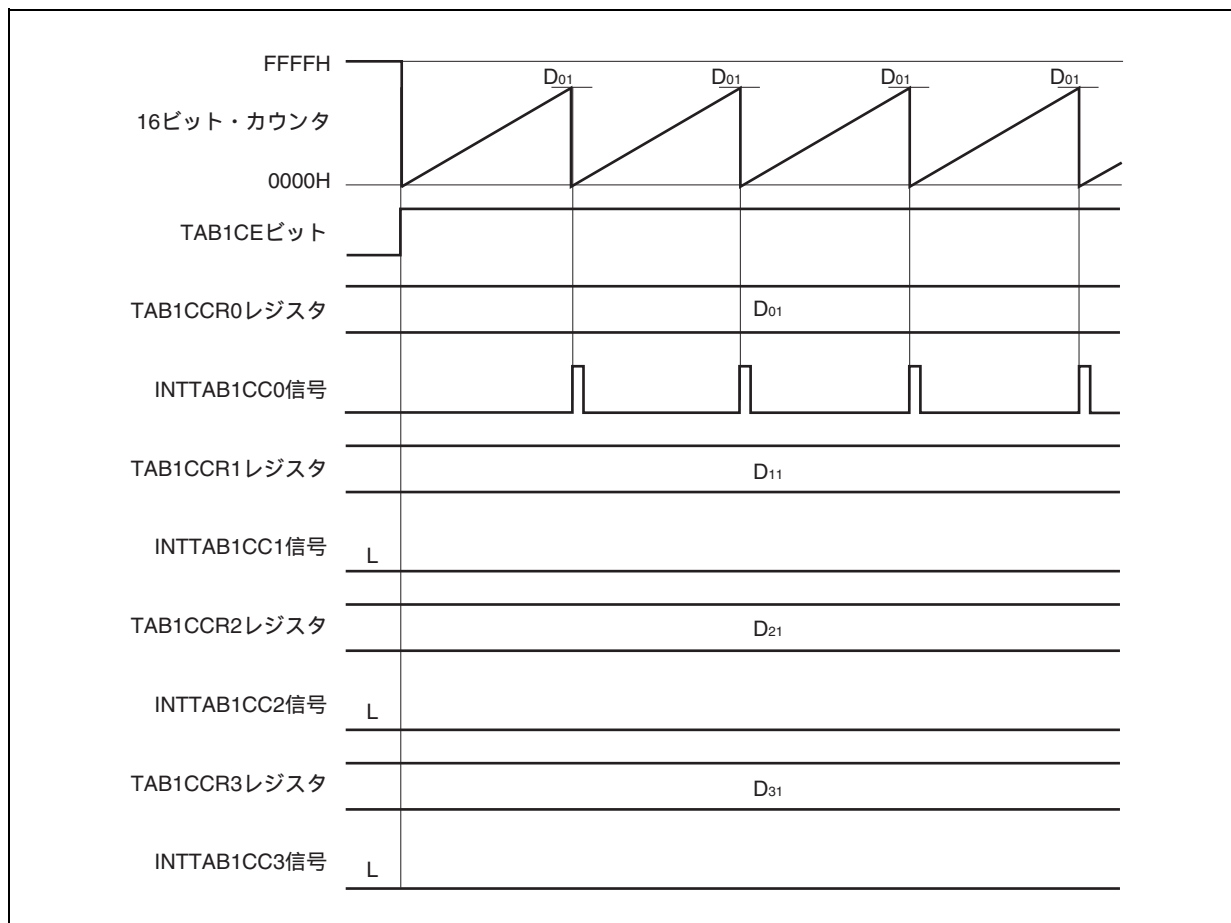 FFFFH
D01 D01 D01 D01
16ビット・カウンタ
0000H
TAB1CEビット
TAB1CCR0レジスタ
D01
INTTAB1CC0信号
TAB1CCR1レジスタ
D11
INTTAB1CC1信号
L
TAB1CCR2レジスタ
D21
INTTAB1CC2信号
L
TAB1CCR3レジスタ
D31
INTTAB1CC3信号
L